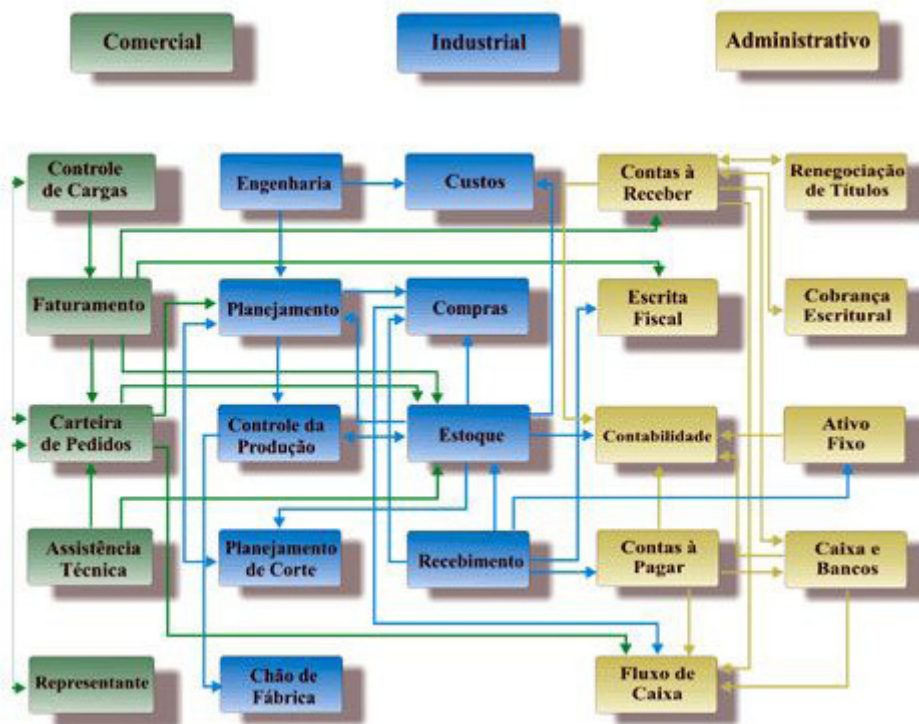 Comercial
Industrial
Administrativo
Controle
de Cargas
Engenharia
Custos
Contas à
Receber
Renegociação
de Títulos
Faturamento
Planejamento
Compras
Escrita
Fiscal
Cobrança
Escritural
Carteira
de Pedidos
Controle da
Produção
Estoque
Contabilidade
Ativo
Fixo
Assistência
Técnica
Planejamento
de Corte
Recebimento
Contas à
Pagar
Caixa e
Bancos
Representante
Chão de
Fábrica
Fluxo de
Caixa